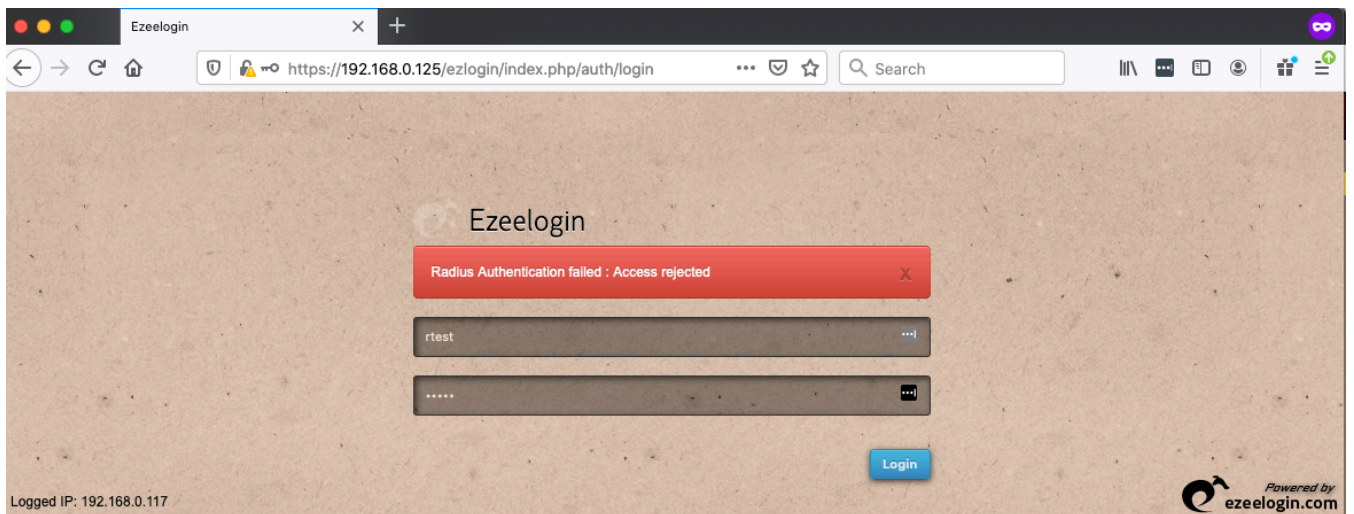 Ezeelogin
https://192.168.0.125/ezlogin/index.php/auth/login
Search
Ezeelogin
Radius Authentication failed : Access rejected
X
rtest
•••••
Login
Logged IP: 192.168.0.117
Powered by
ezeelogin.com